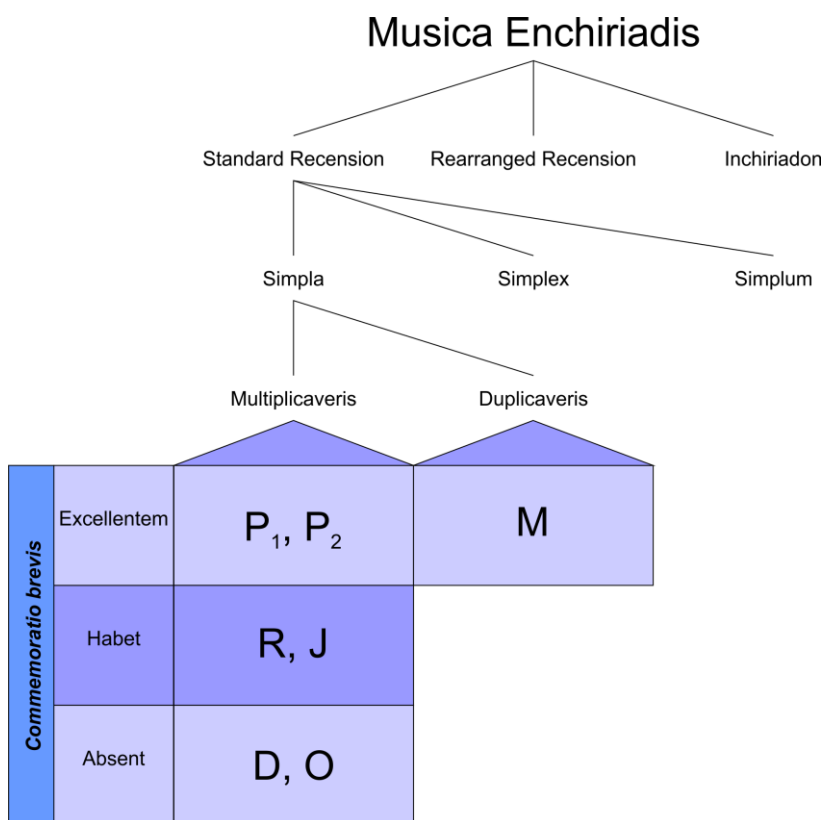 Musica Enchiriadis
Standard Recension Rearranged Recension Inchiriadon
Simpla Simplex Simplum
Multiplicaveris Duplicaveris
Commemoratio brevis
Excellentem P₁, P₂ M
Habet R, J
Absent D, O